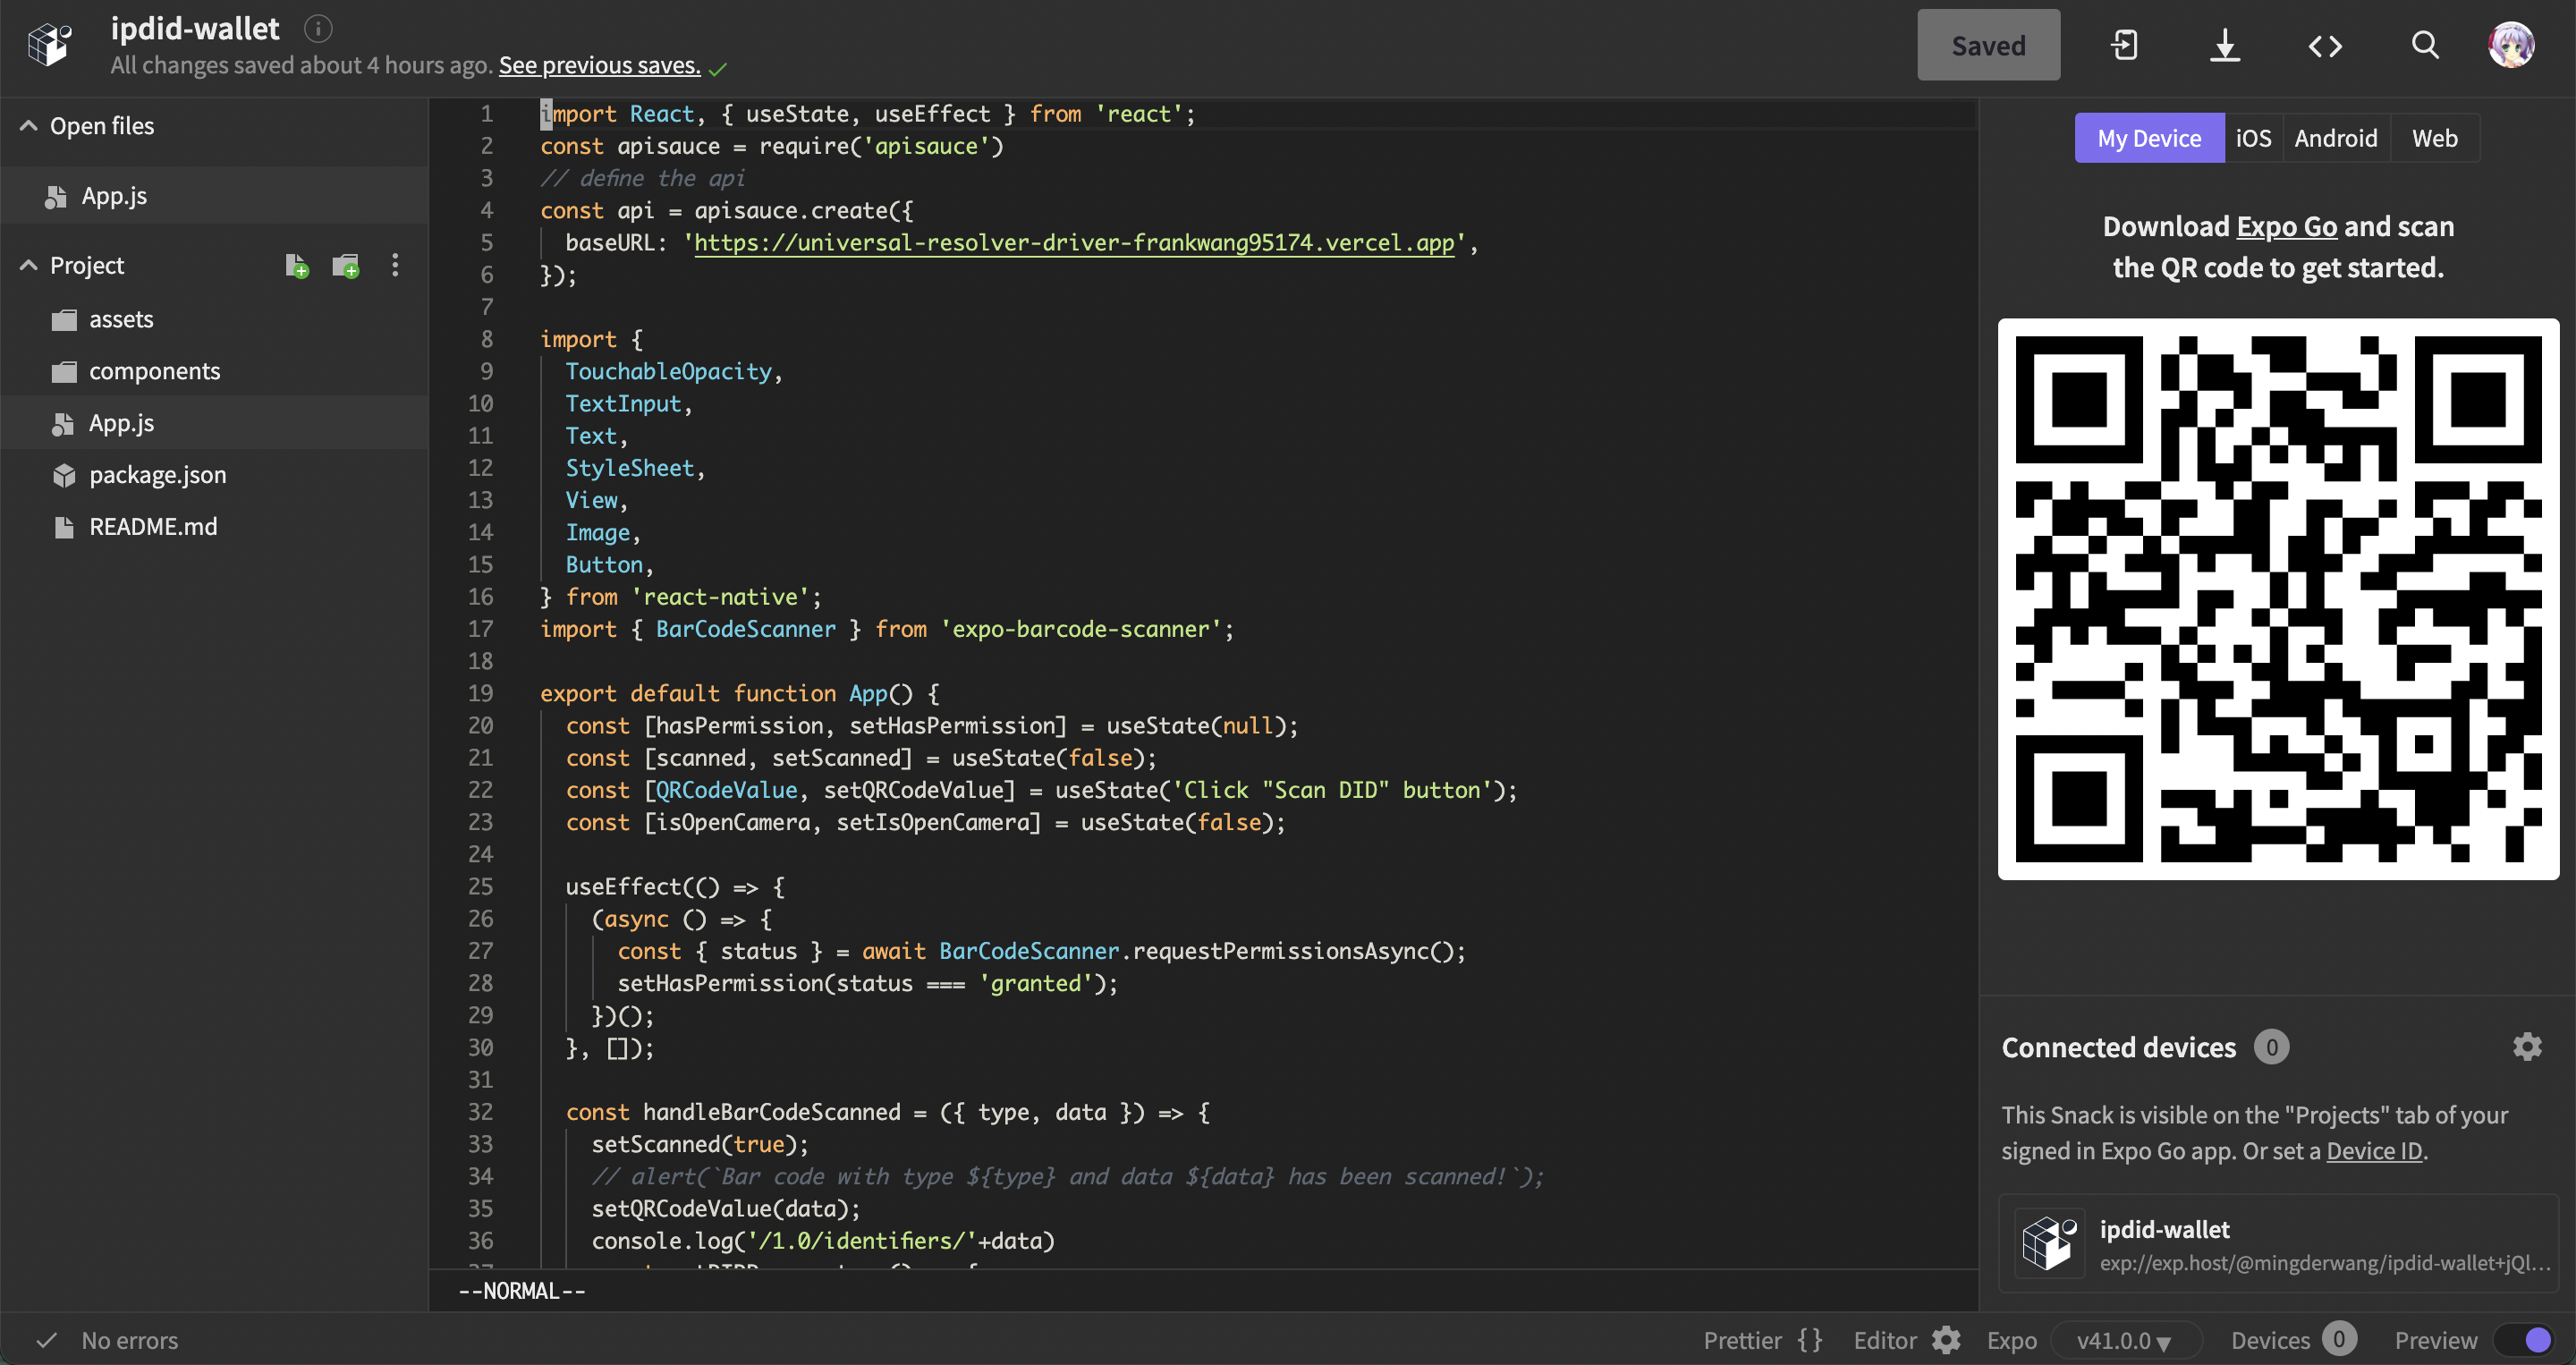 ipdid-wallet
All changes saved about 4 hours ago. See previous saves.
Saved
Open files
App.js
Project
assets
components
App.js
package.json
README.md
1 import React, { useState, useEffect } from 'react';
2 const apisauce = require('apisauce')
3 // define the api
4 const api = apisauce.create({
5 baseURL: 'https://universal-resolver-driver-frankwang95174.vercel.app',
6 });
7
8 import {
9 TouchableOpacity,
10 TextInput,
11 Text,
12 StyleSheet,
13 View,
14 Image,
15 Button,
16 } from 'react-native';
17 import { BarCodeScanner } from 'expo-barcode-scanner';
18
19 export default function App() {
20 const [hasPermission, setHasPermission] = useState(null);
21 const [scanned, setScanned] = useState(false);
22 const [QRCodeValue, setQRCodeValue] = useState('Click "Scan DID" button');
23 const [isOpenCamera, setIsOpenCamera] = useState(false);
24
25 useEffect(() => {
26 (async () => {
27 const { status } = await BarCodeScanner.requestPermissionsAsync();
28 setHasPermission(status === 'granted');
29 })();
30 }, []);
31
32 const handleBarCodeScanned = ({ type, data }) => {
33 setScanned(true);
34 // alert(`Bar code with type ${type} and data ${data} has been scanned!`);
35 setQRCodeValue(data);
36 console.log('/1.0/identifiers/'+data)
--NORMAL--
My Device iOS Android Web
Download Expo Go and scan
the QR code to get started.
Connected devices 0
This Snack is visible on the "Projects" tab of your
signed in Expo Go app. Or set a Device ID.
ipdid-wallet
exp://exp.host/@mingderwang/ipdid-wallet+jQl...
No errors
Prettier {} Editor Expo v41.0.0 ▾ Devices 0 Preview